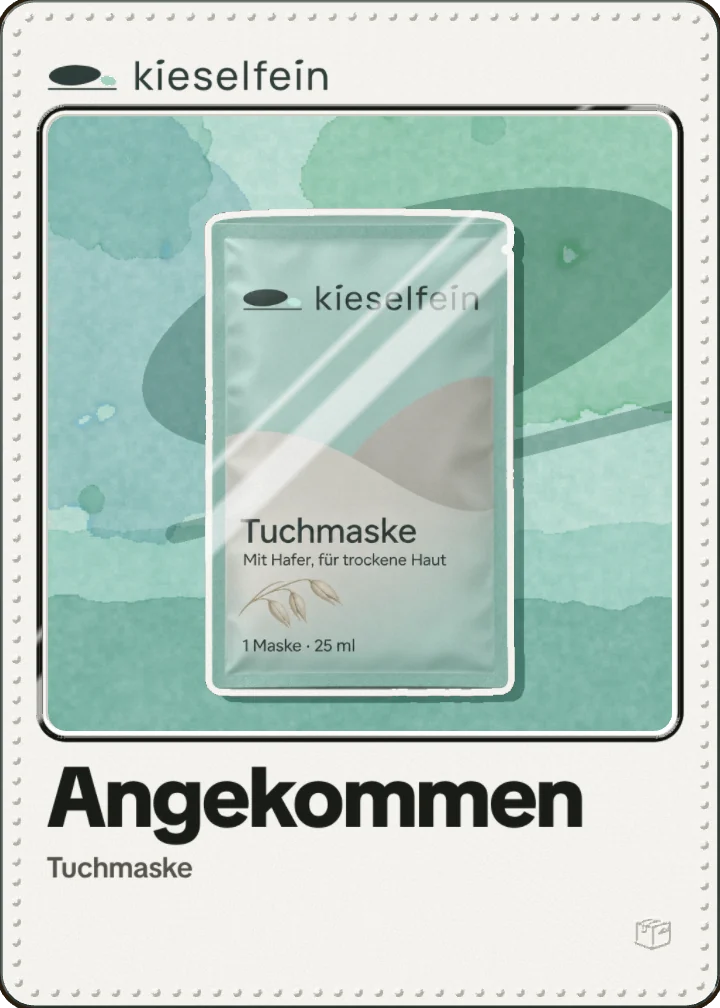 kieselfein
kieselfein
Tuchmaske
Mit Hafer, für trockene Haut
1 Maske · 25 ml
Angekommen
Tuchmaske